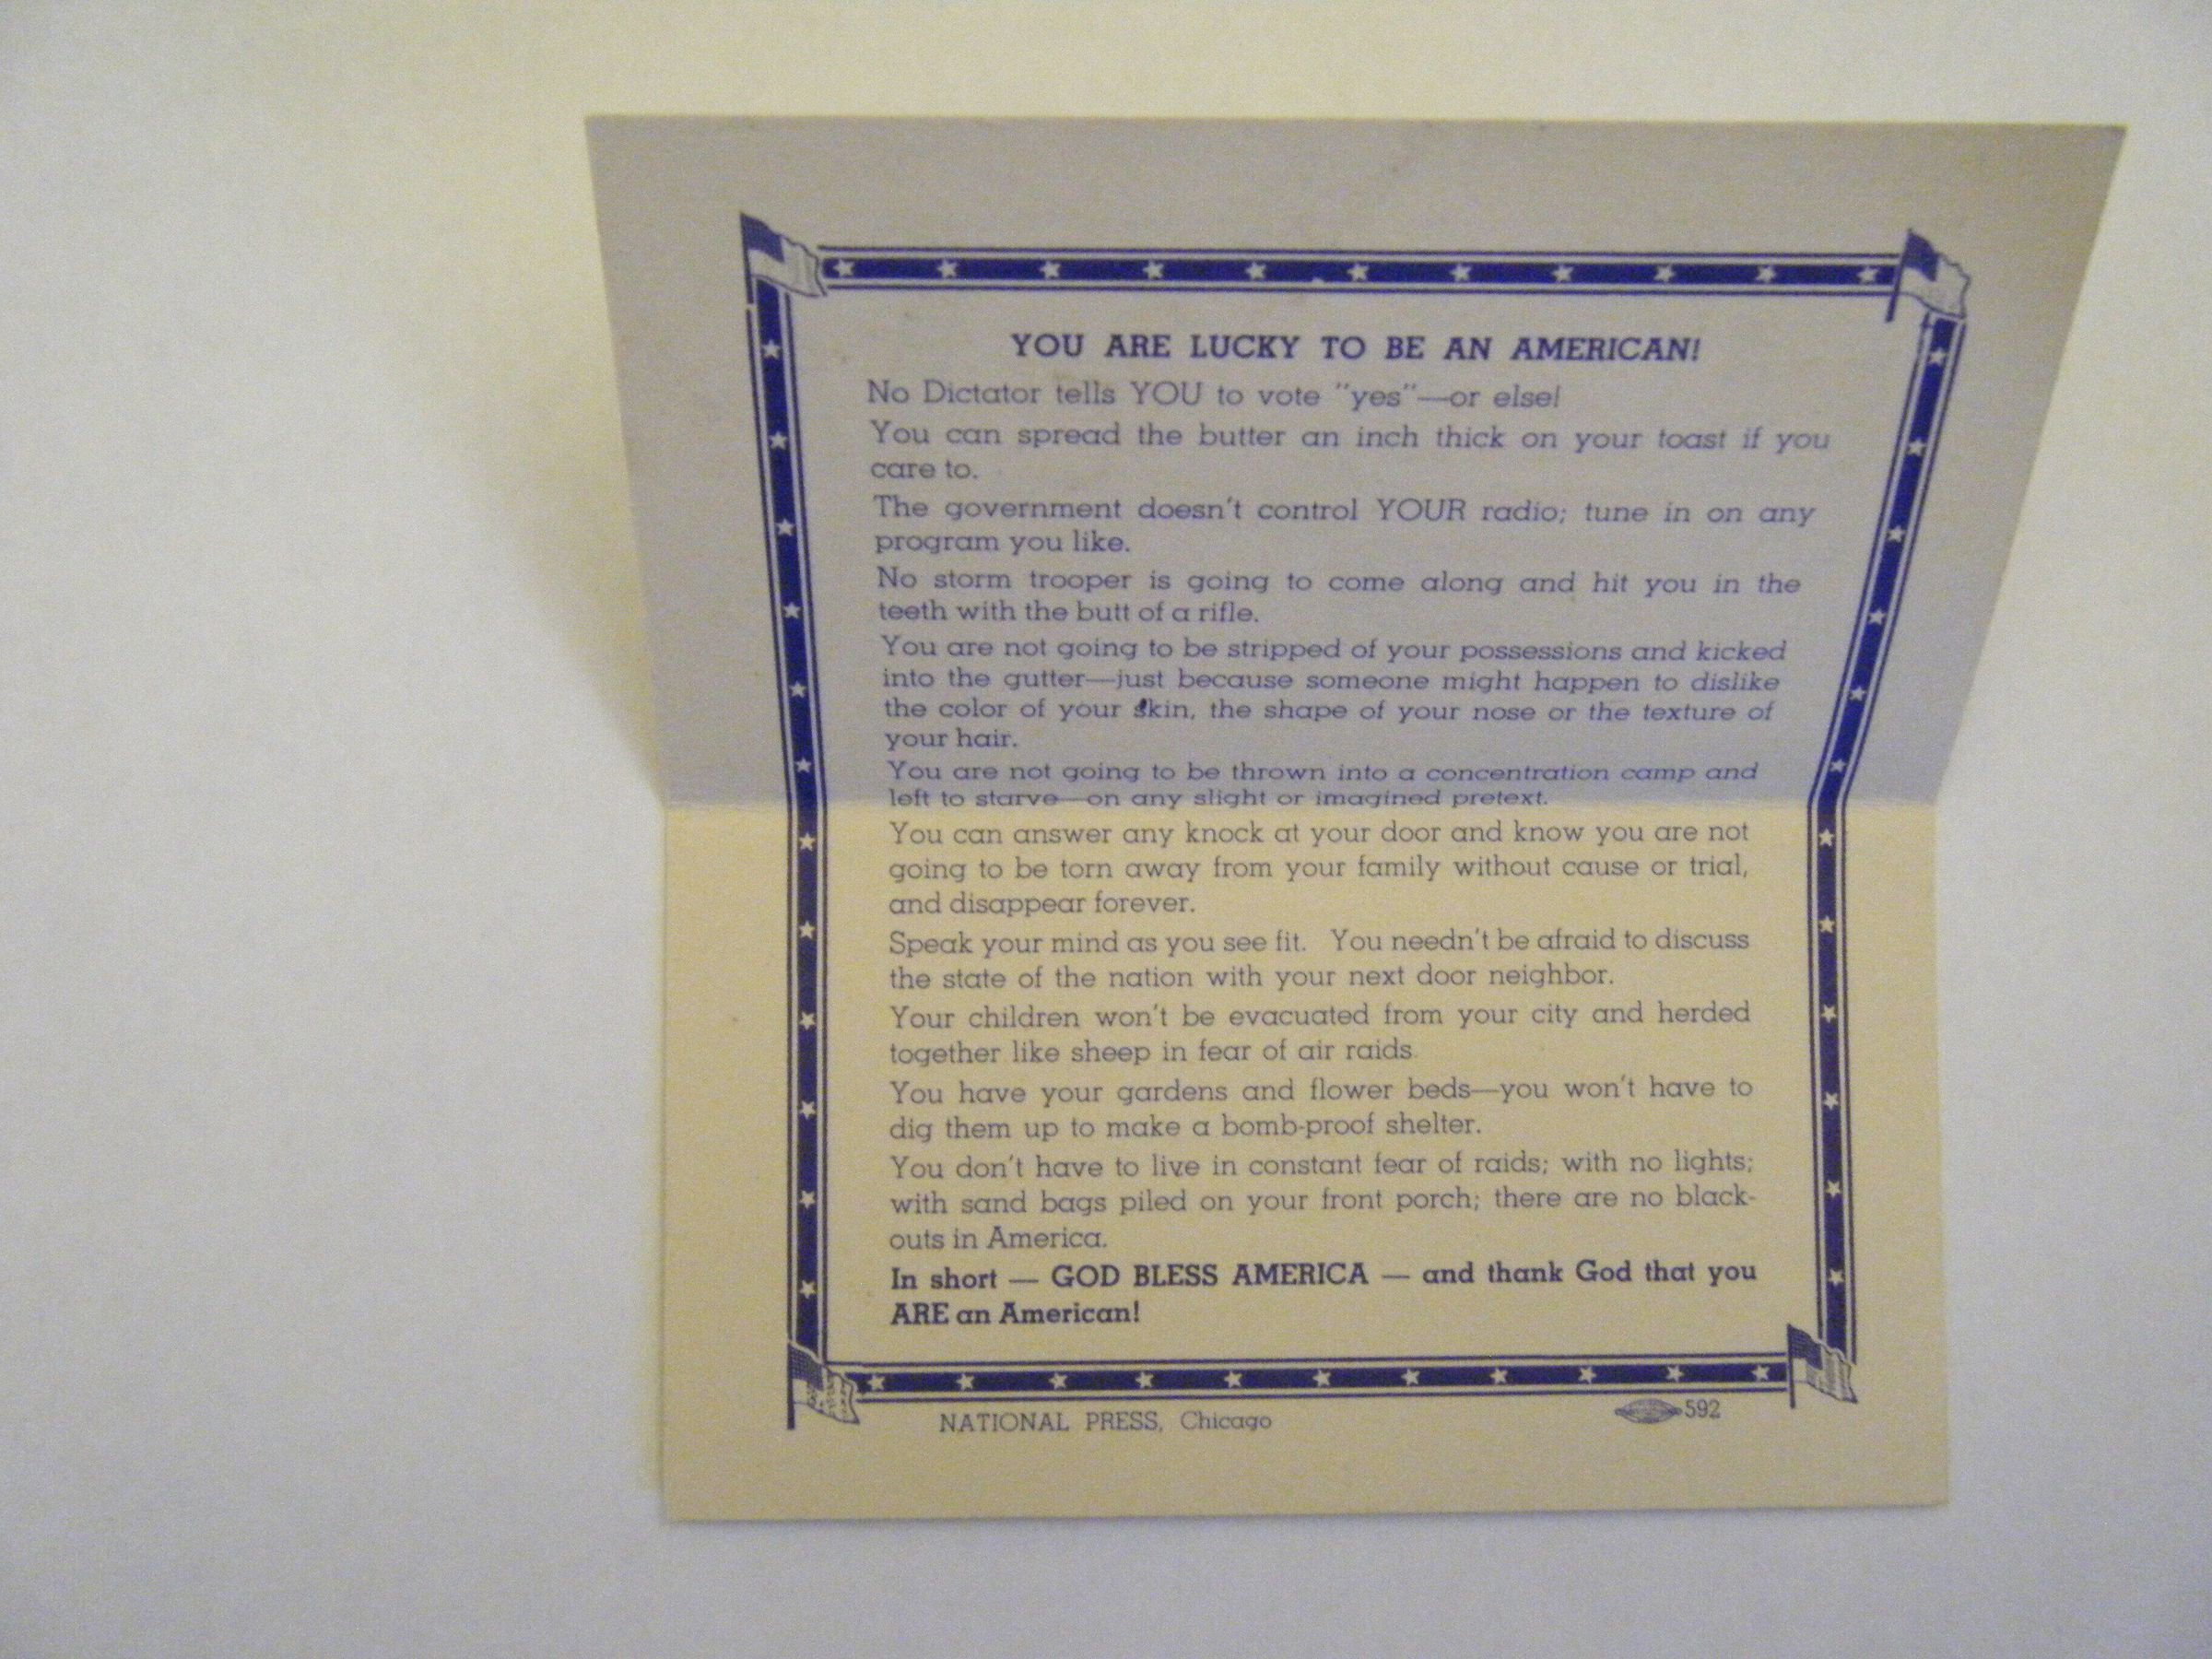 YOU ARE LUCKY TO BE AN AMERICAN!
No Dictator tells YOU to vote "yes"—or else!
You can spread the butter an inch thick on your toast if you
care to.
The government doesn't control YOUR radio; tune in on any
program you like.
No storm trooper is going to come along and hit you in the
teeth with the butt of a rifle.
You are not going to be stripped of your possessions and kicked
into the gutter—just because someone might happen to dislike
the color of your skin, the shape of your nose or the texture of
your hair.
You are not going to be thrown into a concentration camp and
left to starve—on any slight or imagined pretext.
You can answer any knock at your door and know you are not
going to be torn away from your family without cause or trial,
and disappear forever.
Speak your mind as you see fit. You needn't be afraid to discuss
the state of the nation with your next door neighbor.
Your children won't be evacuated from your city and herded
together like sheep in fear of air raids.
You have your gardens and flower beds—you won't have to
dig them up to make a bomb-proof shelter.
You don't have to live in constant fear of raids; with no lights;
with sand bags piled on your front porch; there are no black-
outs in America.
In short — GOD BLESS AMERICA — and thank God that you
ARE an American!
NATIONAL PRESS, Chicago
592